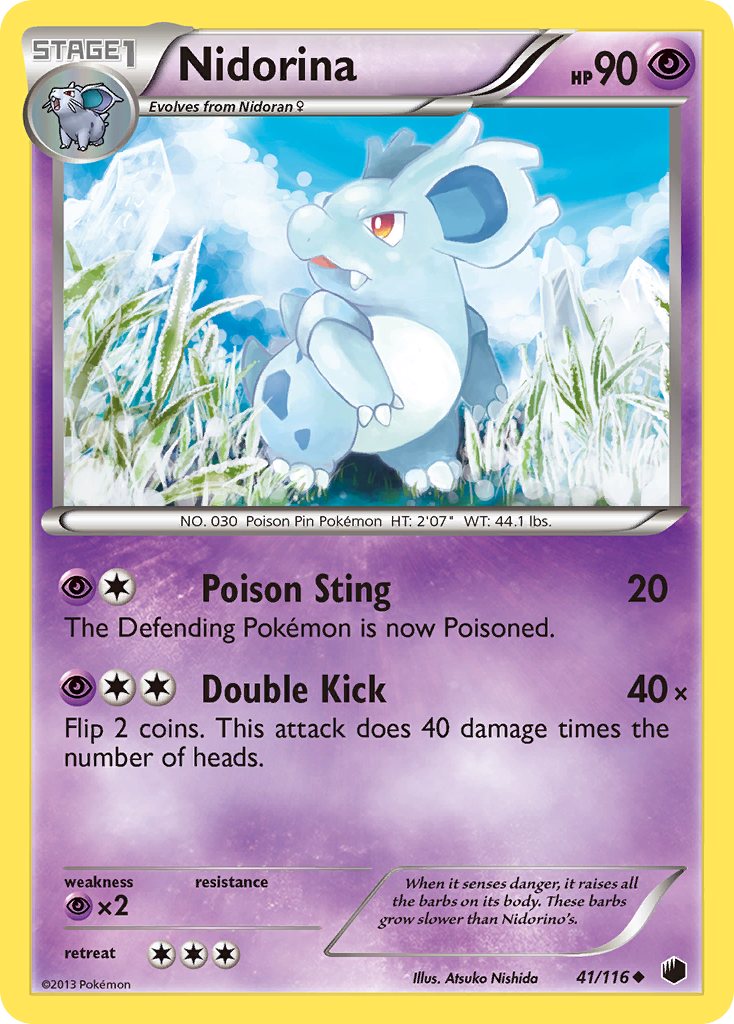 STAGE1
Nidorina
HP 90
Evolves from Nidoran♀
NO. 030 Poison Pin Pokémon HT: 2'07" WT: 44.1 lbs.
Poison Sting 20
The Defending Pokémon is now Poisoned.
Double Kick 40×
Flip 2 coins. This attack does 40 damage times the
number of heads.
weakness resistance
×2
retreat
When it senses danger, it raises all
the barbs on its body. These barbs
grow slower than Nidorino's.
©2013 Pokémon
Illus. Atsuko Nishida 41/116 ◆